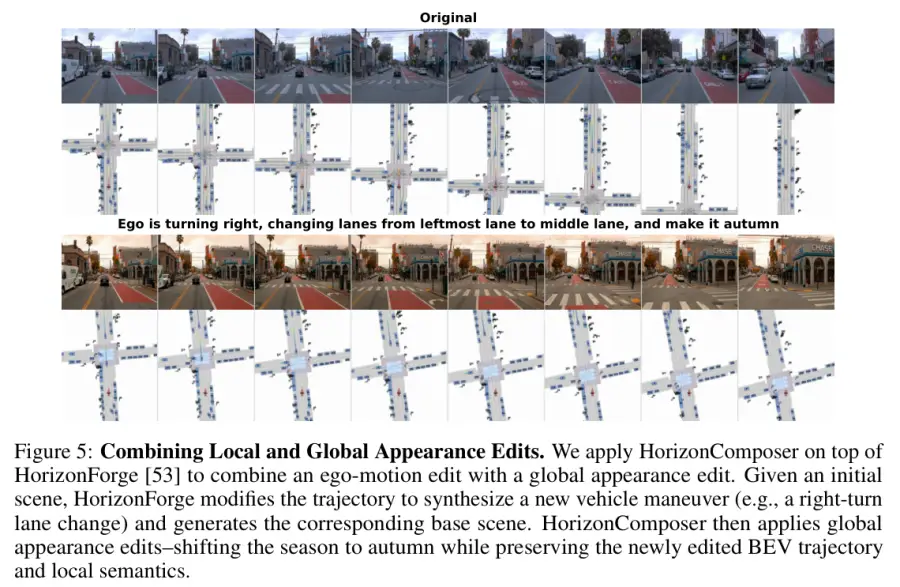 Original
Ego is turning right, changing lanes from leftmost lane to middle lane, and make it autumn
CHASE
Figure 5: Combining Local and Global Appearance Edits. We apply HorizonComposer on top of
HorizonForge [53] to combine an ego-motion edit with a global appearance edit. Given an initial
scene, HorizonForge modifies the trajectory to synthesize a new vehicle maneuver (e.g., a right-turn
lane change) and generates the corresponding base scene. HorizonComposer then applies global
appearance edits–shifting the season to autumn while preserving the newly edited BEV trajectory
and local semantics.